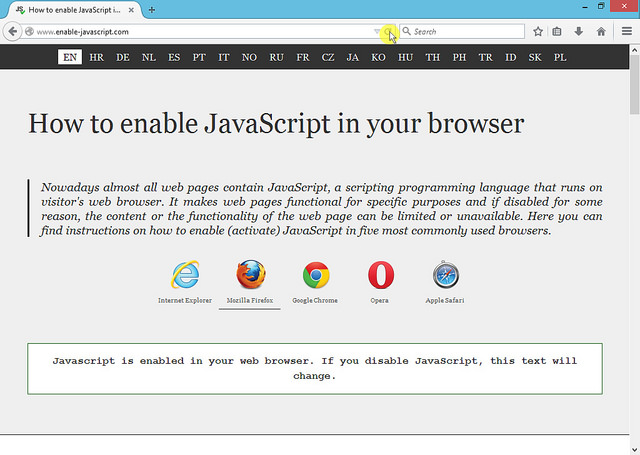 How to enable JavaScript i...
www.enable-javascript.com
Search
EN HR DE NL ES PT IT NO RU FR CZ JA KO HU TH PH TR ID SK PL
How to enable JavaScript in your browser
Nowadays almost all web pages contain JavaScript, a scripting programming language that runs on
visitor's web browser. It makes web pages functional for specific purposes and if disabled for some
reason, the content or the functionality of the web page can be limited or unavailable. Here you can
find instructions on how to enable (activate) JavaScript in five most commonly used browsers.
Internet Explorer Mozilla Firefox Google Chrome Opera Apple Safari
Javascript is enabled in your web browser. If you disable JavaScript, this text will
change.